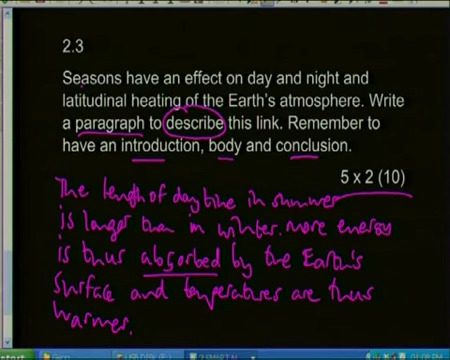 2.3
Seasons have an effect on day and night and
latitudinal heating of the Earth's atmosphere. Write
a paragraph to describe this link. Remember to
have an introduction, body and conclusion.
5 x 2 (10)
The length of daytime in summer
is longer than in winter. more energy
is thus absorbed by the Earth's
surface and temperatures are thus
warmer.
start